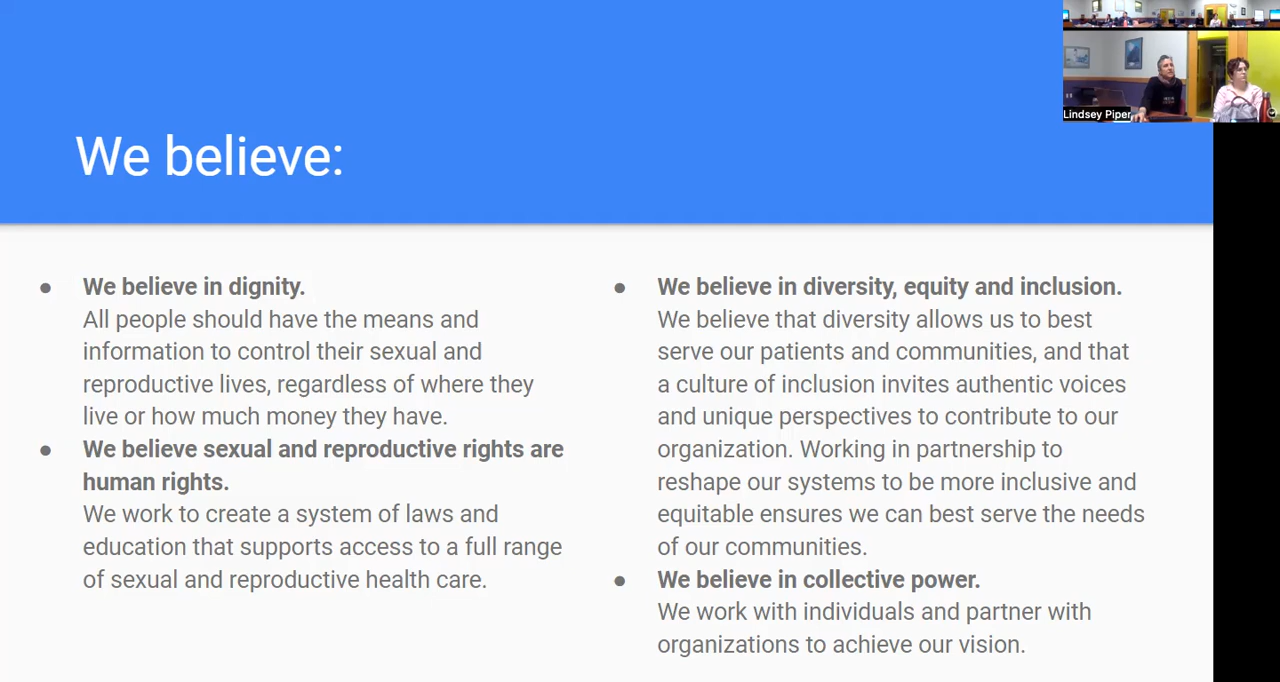 We believe:
Lindsey Piper
● We believe in dignity.
All people should have the means and
information to control their sexual and
reproductive lives, regardless of where they
live or how much money they have.
● We believe sexual and reproductive rights are
human rights.
We work to create a system of laws and
education that supports access to a full range
of sexual and reproductive health care.
● We believe in diversity, equity and inclusion.
We believe that diversity allows us to best
serve our patients and communities, and that
a culture of inclusion invites authentic voices
and unique perspectives to contribute to our
organization. Working in partnership to
reshape our systems to be more inclusive and
equitable ensures we can best serve the needs
of our communities.
● We believe in collective power.
We work with individuals and partner with
organizations to achieve our vision.